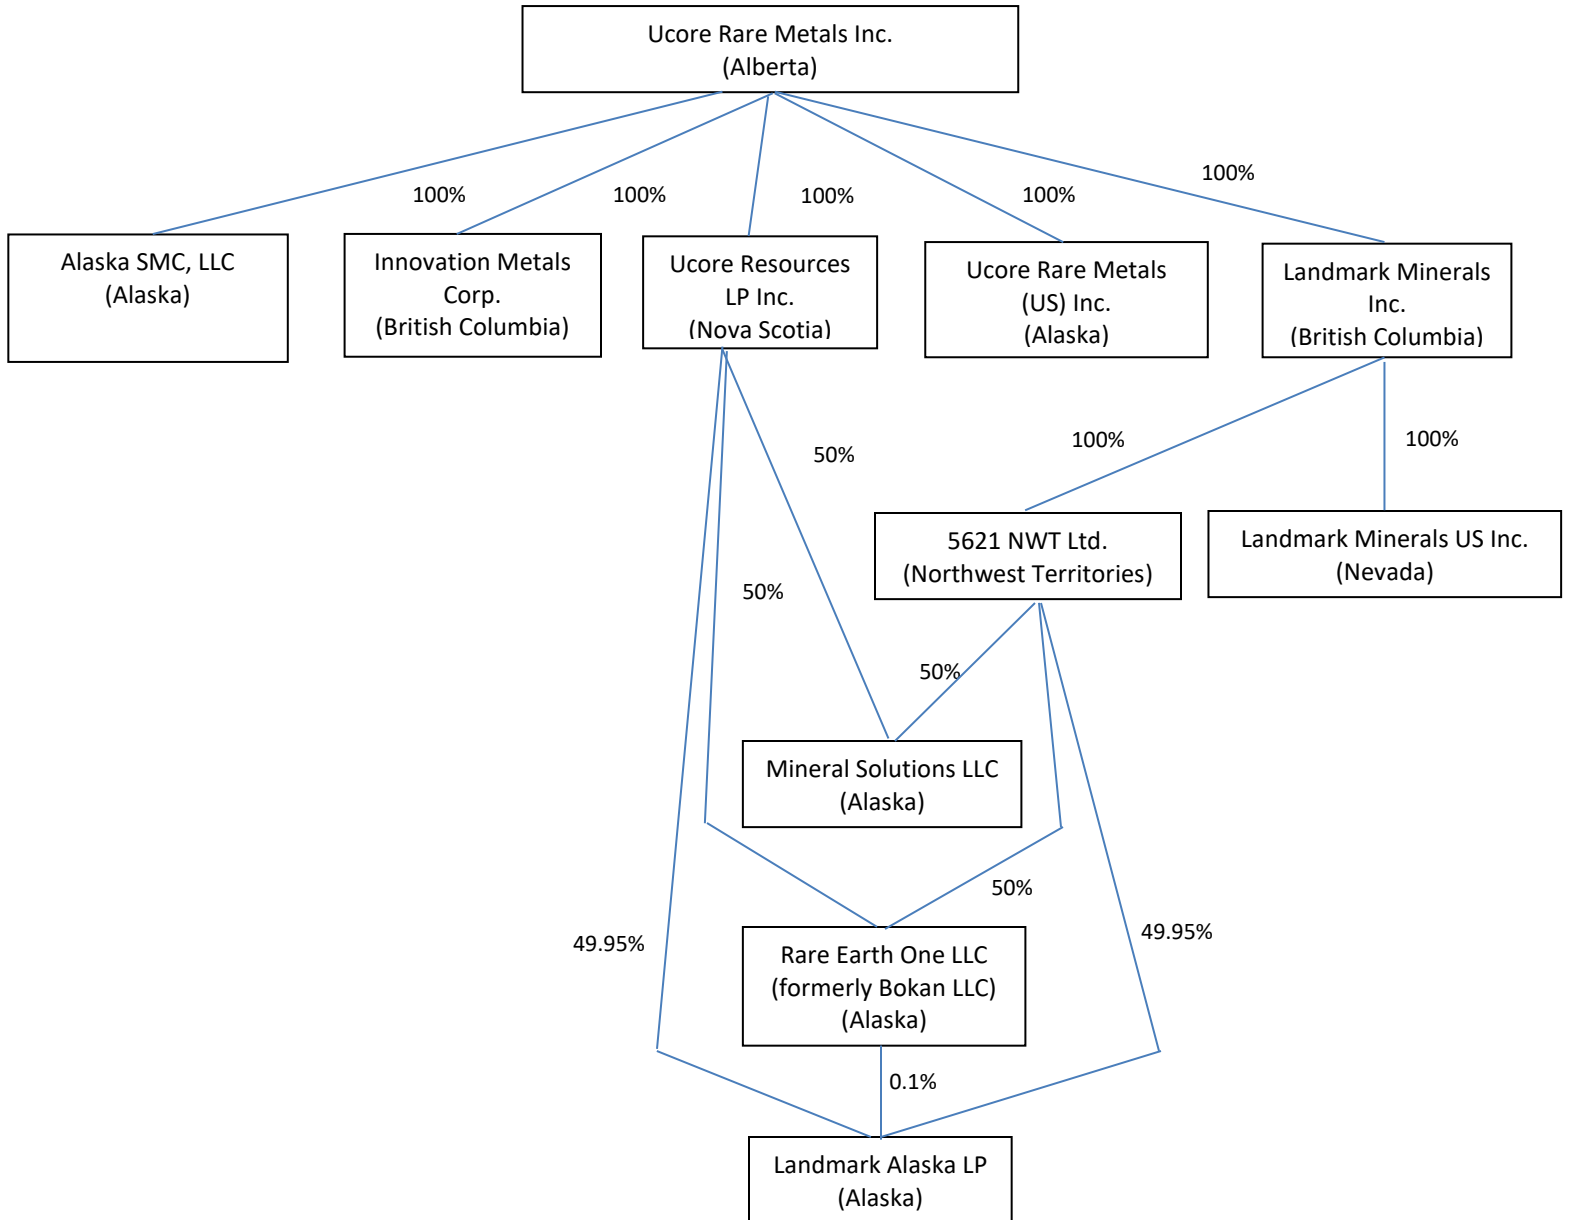 Ucore Rare Metals Inc.
(Alberta)
100%
100%
100%
100%
100%
Alaska SMC, LLC
(Alaska)
Innovation Metals
Corp.
(British Columbia)
Ucore Resources
LP Inc.
(Nova Scotia)
Ucore Rare Metals
(US) Inc.
(Alaska)
Landmark Minerals
Inc.
(British Columbia)
50%
100%
100%
50%
5621 NWT Ltd.
(Northwest Territories)
Landmark Minerals US Inc.
(Nevada)
50%
Mineral Solutions LLC
(Alaska)
50%
49.95%
49.95%
Rare Earth One LLC
(formerly Bokan LLC)
(Alaska)
0.1%
Landmark Alaska LP
(Alaska)